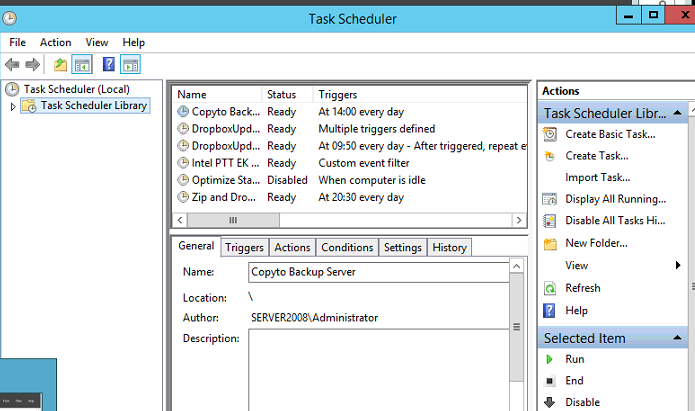 Task Scheduler
File Action View Help
Task Scheduler (Local)
Task Scheduler Library
Name Status Triggers
Copyto Back... Ready At 14:00 every day
DropboxUpd... Ready Multiple triggers defined
DropboxUpd... Ready At 09:50 every day - After triggered, repeat e
Intel PTT EK ... Ready Custom event filter
Optimize Sta... Disabled When computer is idle
Zip and Dro... Ready At 20:30 every day
General Triggers Actions Conditions Settings History
Name: Copyto Backup Server
Location: \
Author: SERVER2008\Administrator
Description:
Actions
Task Scheduler Libr...
Create Basic Task...
Create Task...
Import Task...
Display All Running...
Disable All Tasks Hi...
New Folder...
View
Refresh
Help
Selected Item
Run
End
Disable